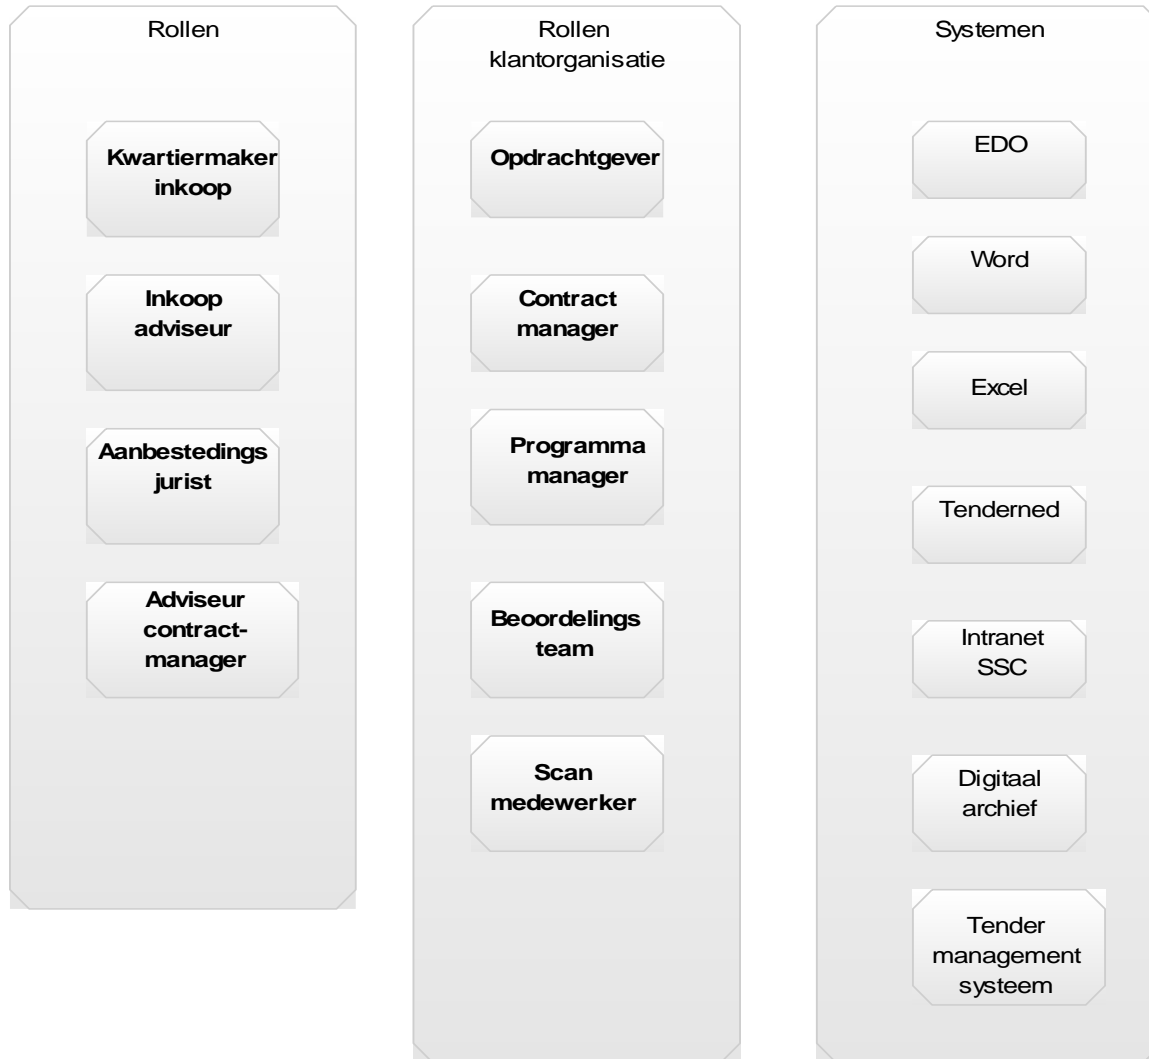 Rollen
Kwartiermaker
inkoop
Inkoop
adviseur
Aanbestedings
jurist
Adviseur
contract-
manager
Rollen
klantorganisatie
Opdrachtgever
Contract
manager
Programma
manager
Beoordelings
team
Scan
medewerker
Systemen
EDO
Word
Excel
Tenderned
Intranet
SSC
Digitaal
archief
Tender
management
systeem